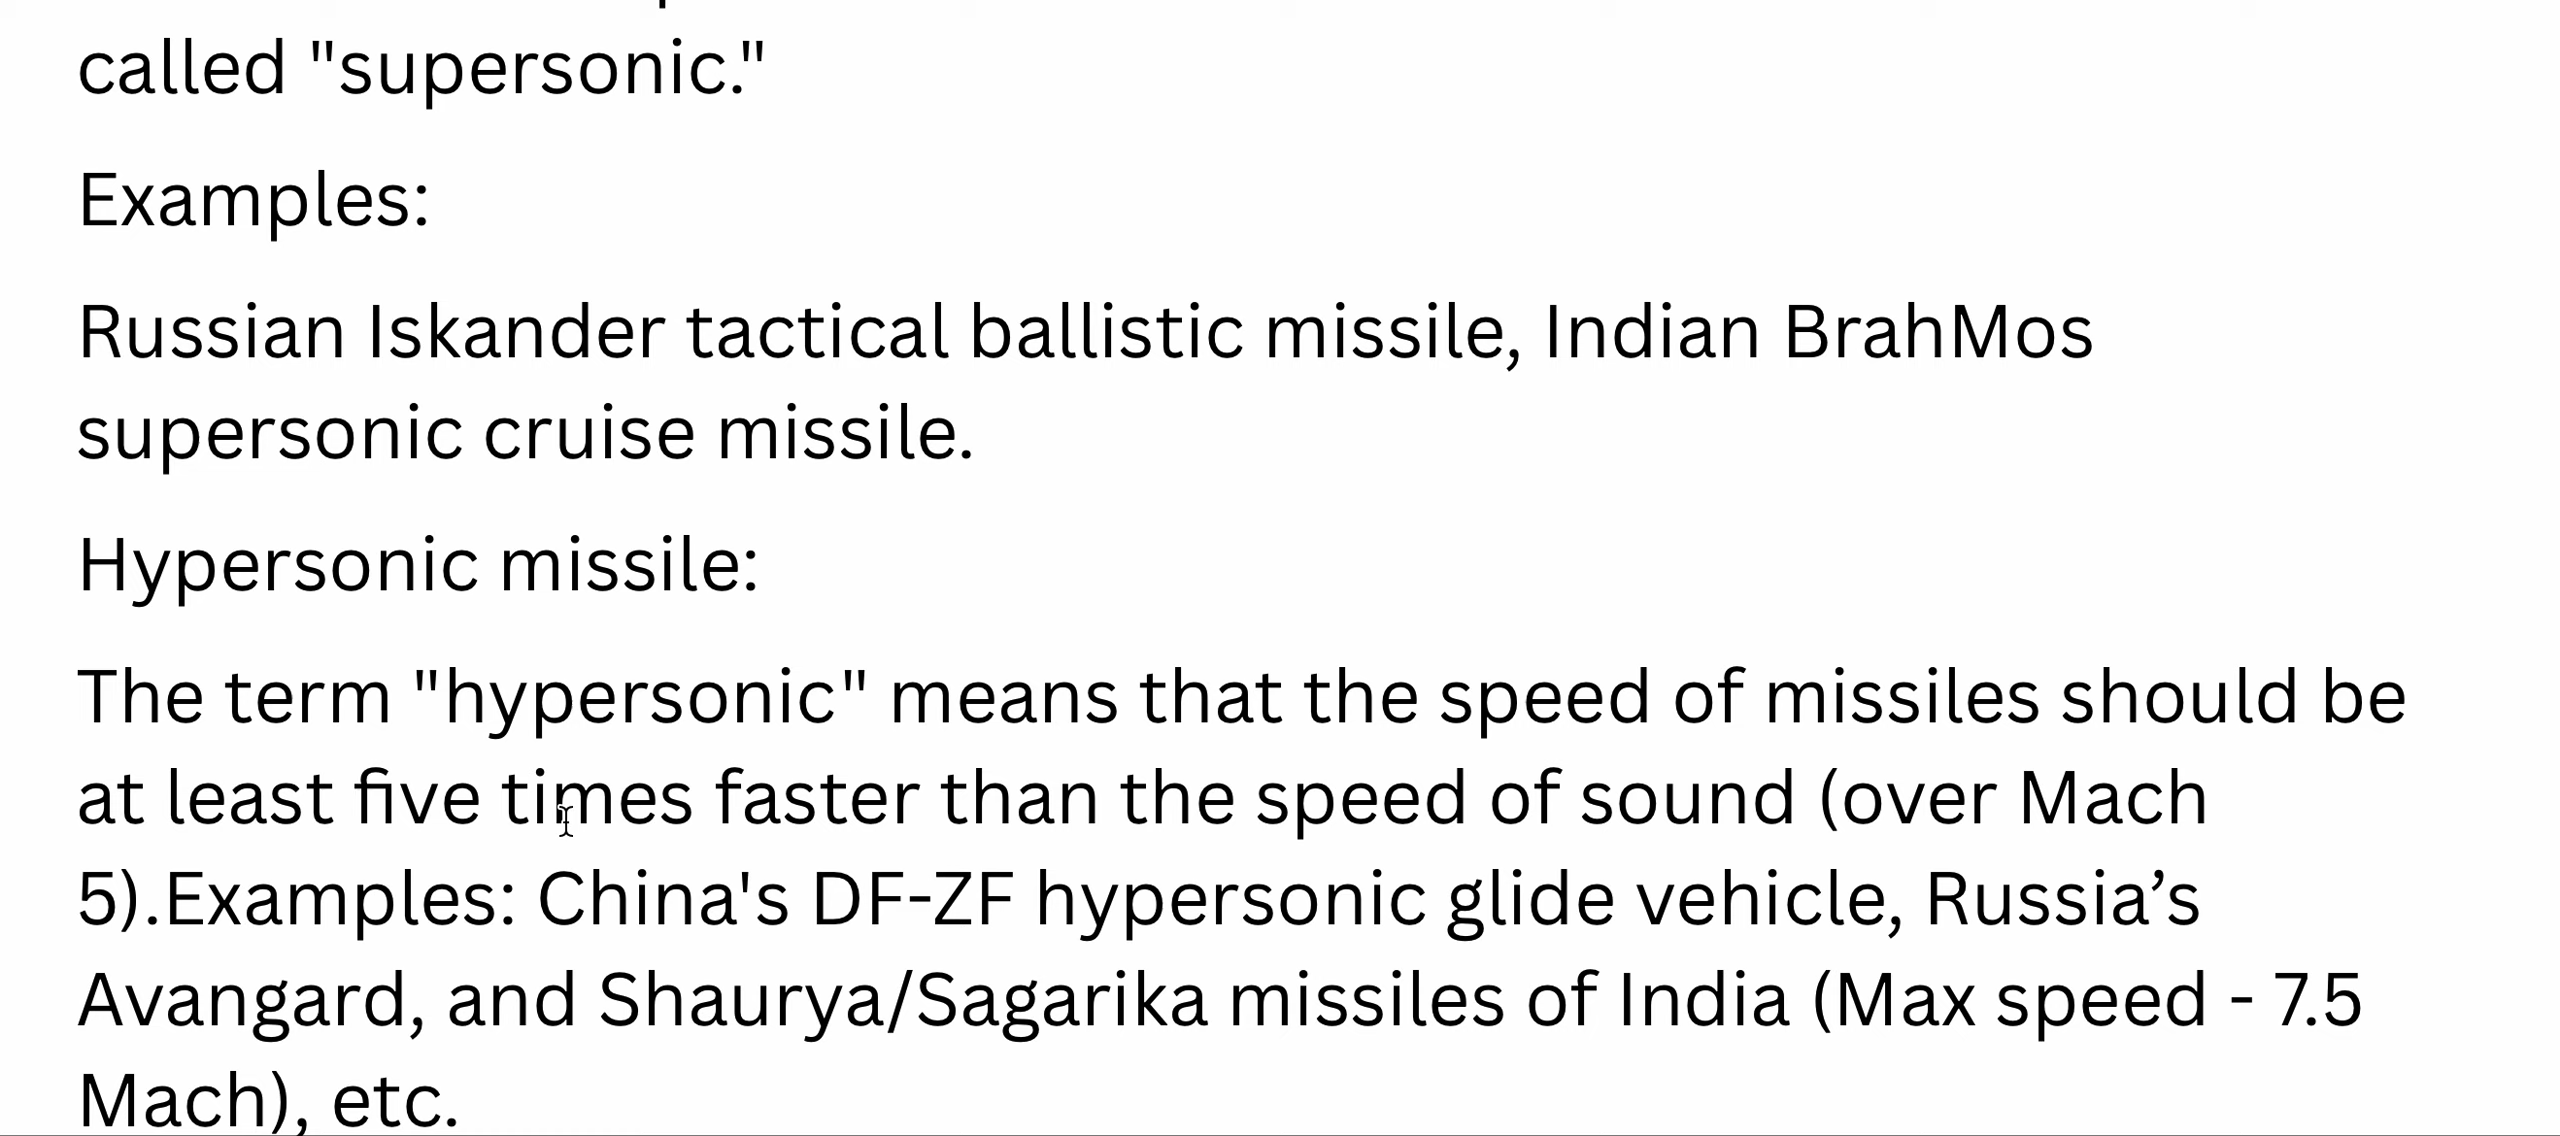 called "supersonic."
Examples:
Russian Iskander tactical ballistic missile, Indian BrahMos
supersonic cruise missile.
Hypersonic missile:
The term "hypersonic" means that the speed of missiles should be
at least five times faster than the speed of sound (over Mach
5).Examples: China's DF-ZF hypersonic glide vehicle, Russia’s
Avangard, and Shaurya/Sagarika missiles of India (Max speed - 7.5
Mach), etc.